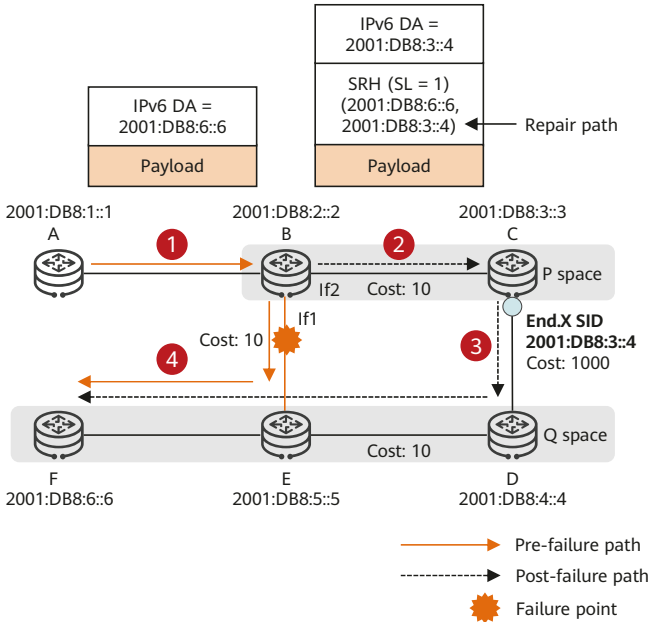 IPv6 DA =
2001:DB8:3::4
SRH (SL = 1)
(2001:DB8:6::6,
2001:DB8:3::4)
Repair path
Payload
IPv6 DA =
2001:DB8:6::6
Payload
2001:DB8:1::1
A
2001:DB8:2::2
B
2001:DB8:3::3
C
1
2
P space
If2
Cost: 10
If1
Cost: 10
End.X SID
2001:DB8:3::4
Cost: 1000
3
4
Q space
Cost: 10
F
2001:DB8:6::6
E
2001:DB8:5::5
D
2001:DB8:4::4
Pre-failure path
Post-failure path
Failure point